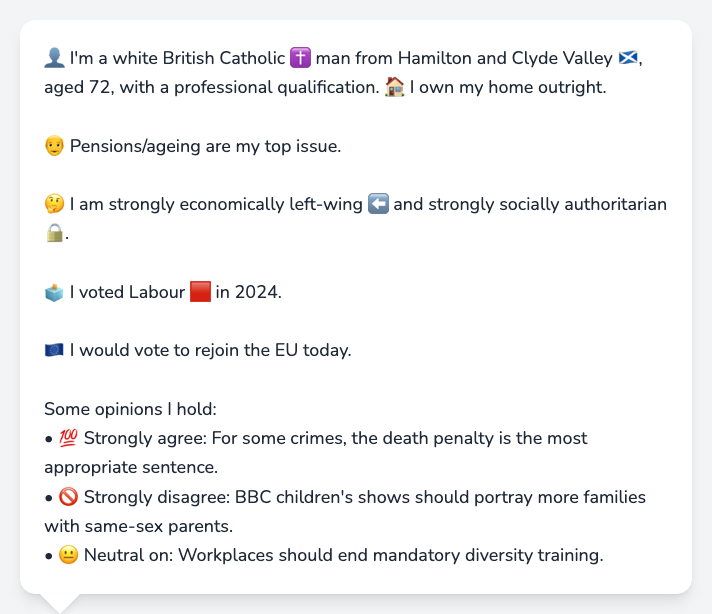 👤 I'm a white British Catholic ✝️ man from Hamilton and Clyde Valley 🏴󠁧󠁢󠁳󠁣󠁴󠁿,
aged 72, with a professional qualification. 🏠 I own my home outright.
👴 Pensions/ageing are my top issue.
🤔 I am strongly economically left-wing ⬅️ and strongly socially authoritarian
🔒.
🗳️ I voted Labour 🟥 in 2024.
🇪🇺 I would vote to rejoin the EU today.
Some opinions I hold:
• 💯 Strongly agree: For some crimes, the death penalty is the most
appropriate sentence.
• 🚫 Strongly disagree: BBC children's shows should portray more families
with same-sex parents.
• 😐 Neutral on: Workplaces should end mandatory diversity training.